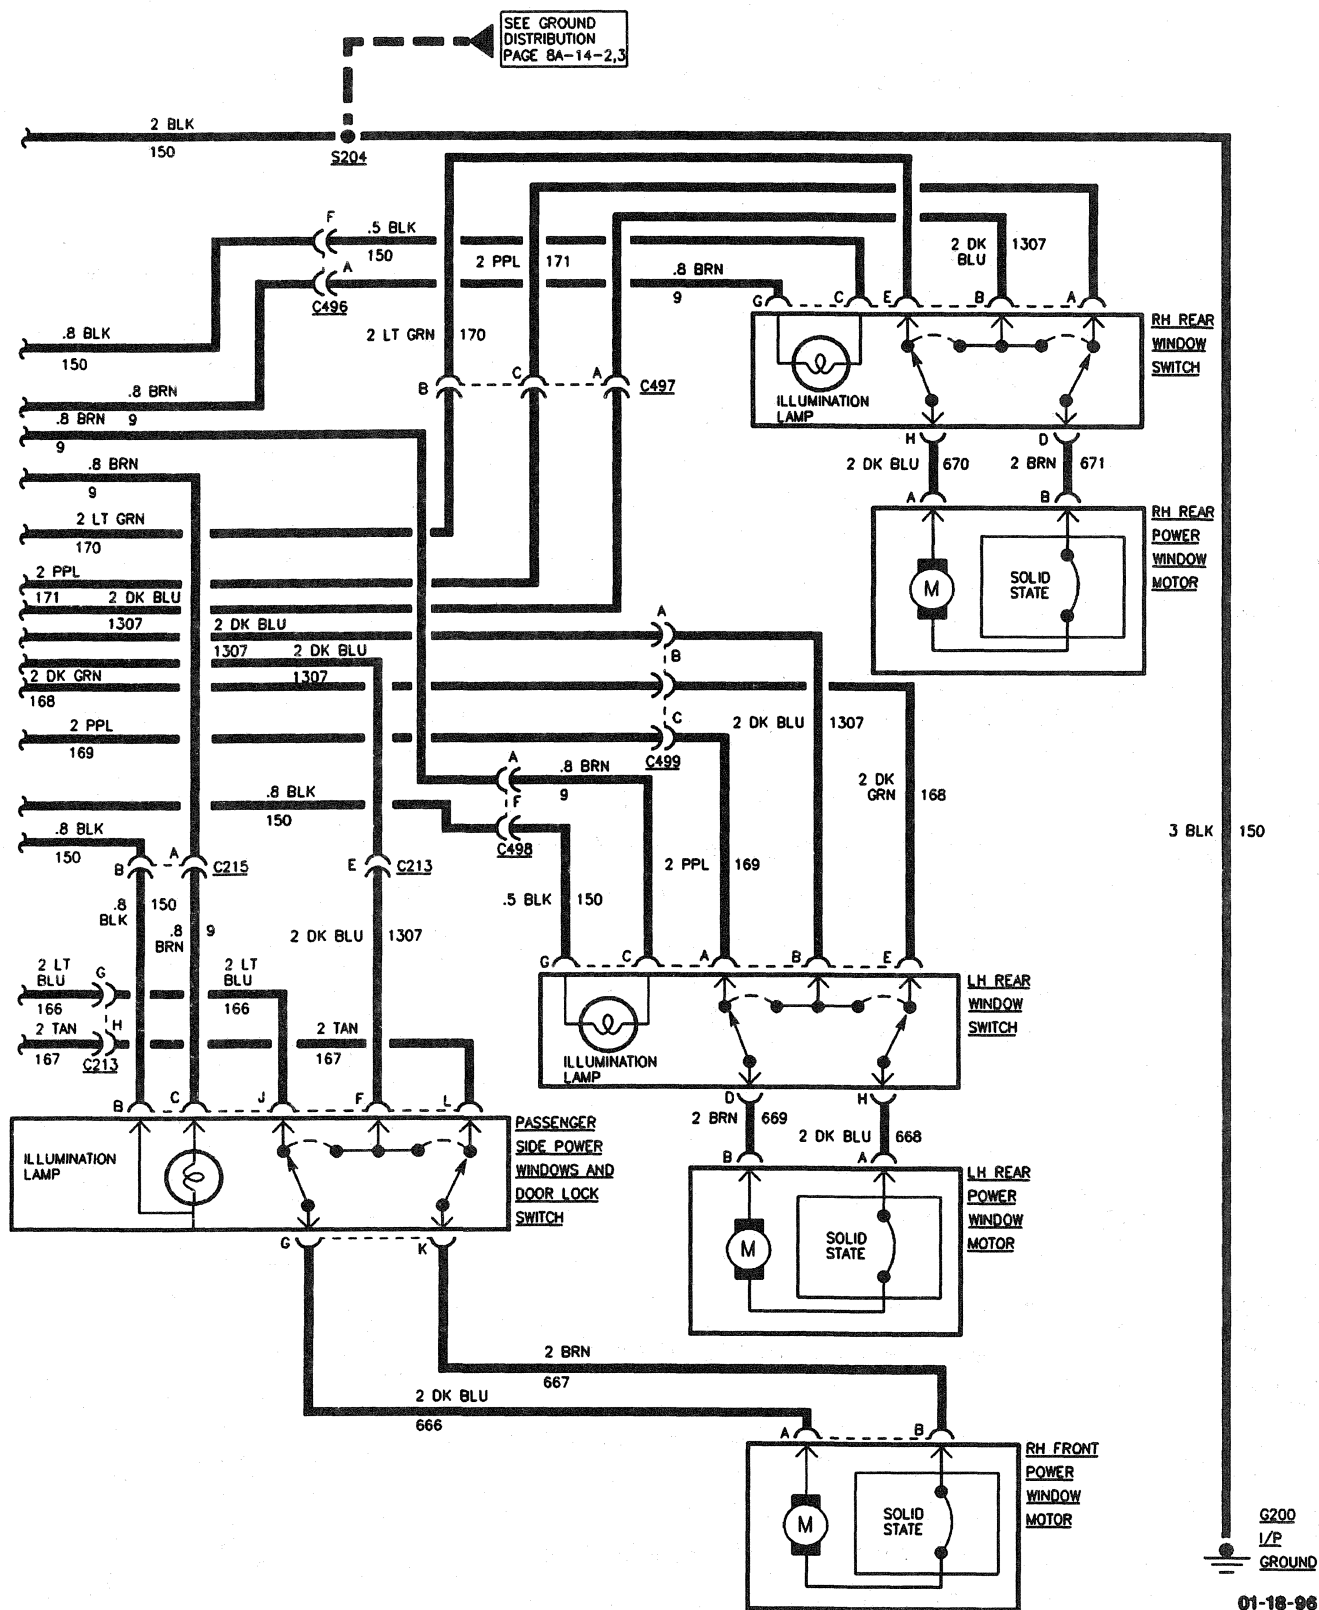 SEE GROUND
DISTRIBUTION
PAGE 8A-14-2,3
2 BLK
150
S204
F
.5 BLK
150
A
C496
2 PPL
171
.8 BRN
9
2 DK
BLU
1307
G
C
E
B
A
.8 BLK
150
2 LT GRN
170
RH REAR
WINDOW
SWITCH
ILLUMINATION
LAMP
B
C
A
C497
.8 BRN
9
.8 BRN
9
H
D
2 DK BLU
670
2 BRN
671
.8 BRN
9
A
B
RH REAR
POWER
WINDOW
MOTOR
M
SOLID
STATE
2 LT GRN
170
2 PPL
171
2 DK BLU
1307
2 DK BLU
1307
2 DK BLU
1307
2 DK GRN
168
A
B
C
C499
2 PPL
169
2 DK BLU
1307
2 DK
GRN
168
A
.8 BRN
9
F
C498
.8 BLK
150
.8 BLK
150
3 BLK
150
B
A
C215
E
C213
2 PPL
169
.5 BLK
150
.8
BLK
150
.8
BRN
9
2 DK BLU
1307
2 LT
BLU
166
G
2 LT
BLU
166
G
C
A
B
E
LH REAR
WINDOW
SWITCH
2 TAN
167
H
C213
2 TAN
167
ILLUMINATION
LAMP
B
C
J
F
L
D
H
2 BRN
669
2 DK BLU
668
PASSENGER
SIDE POWER
WINDOWS AND
DOOR LOCK
SWITCH
ILLUMINATION
LAMP
B
A
LH REAR
POWER
WINDOW
MOTOR
M
SOLID
STATE
G
K
2 BRN
667
2 DK BLU
666
A
B
RH FRONT
POWER
WINDOW
MOTOR
M
SOLID
STATE
G200
I/P
GROUND
01-18-96